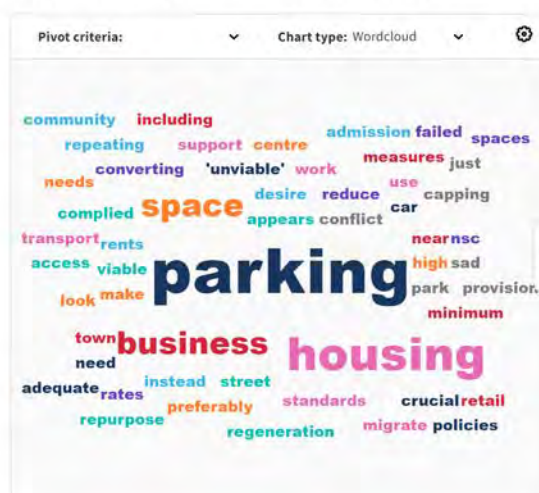 Pivot criteria: Chart type: Wordcloud
community including
admission failed spaces
repeating support centre
measures just
converting 'unviable' work
needs use
desire reduce capping
complied space car
appears conflict
transport rents near nsc
access viable parking high sad
park provision
look make
minimum
town business
need housing
adequate rates instead street
preferably standards crucial retail
repurpose
regeneration migrate policies